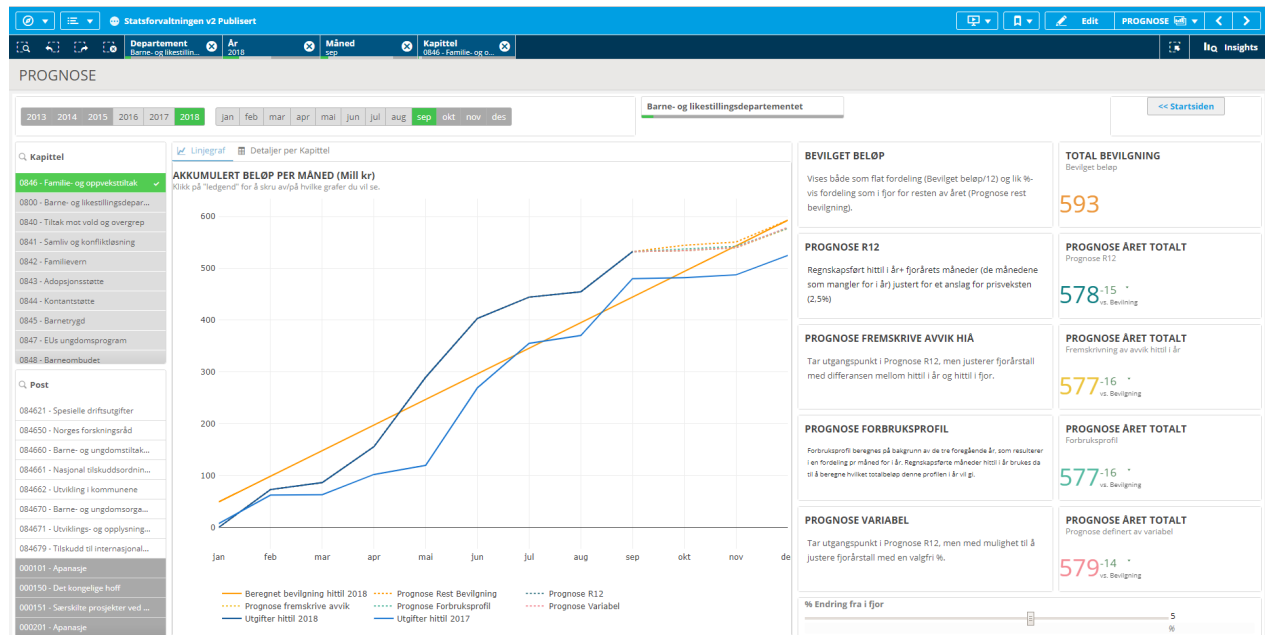 Statsforvaltningen v2 Publisert
Edit
PROGNOSE
Departement
Barne- og likestillin...
År
2018
Måned
sep
Kapittel
0846 - Familie- og o...
Insights
PROGNOSE
2013 2014 2015 2016 2017 2018
jan feb mar apr mai jun jul aug sep okt nov des
Barne- og likestillingsdepartementet
<< Startsiden
Kapittel
0846 - Familie- og oppveksttiltak
0800 - Barne- og likestillingsdepar...
0840 - Tiltak mot vold og overgrep
0841 - Samliv og konfliktløsning
0842 - Familievern
0843 - Adopsjonsstøtte
0844 - Kontantstøtte
0845 - Barnetrygd
0847 - EUs ungdomsprogram
0848 - Barneombudet
Post
084621 - Spesielle driftsutgifter
084650 - Norges forskningsråd
084660 - Barne- og ungdomstiltak...
084661 - Nasjonal tilskuddsordnin...
084662 - Utvikling i kommunene
084670 - Barne- og ungdomsorga...
084671 - Utviklings- og opplysning...
084679 - Tilskudd til internasjonal...
000101 - Apanasje
000150 - Det kongelige hoff
000151 - Særskilte prosjekter ved ...
000201 - Apanasje
Linjegraf
Detaljer per Kapittel
AKKUMULERT BELØP PER MÅNED (Mill kr)
Klikk på "ledgend" for å skru av/på hvilke grafer du vil se.
600
500
400
300
200
100
0
jan feb mar apr mai jun jul aug sep okt nov de
Beregnet bevilgning hittil 2018
Prognose Rest Bevilgning
Prognose R12
Prognose fremskrive avvik
Prognose Forbruksprofil
Prognose Variabel
Utgifter hittil 2018
Utgifter hittil 2017
BEVILGET BELØP
Vises både som flat fordeling (Bevilget beløp/12) og lik %-
vis fordeling som i fjor for resten av året (Prognose rest
bevilgning).
TOTAL BEVILGNING
Bevilget beløp
593
PROGNOSE R12
Regnskapsført hittil i år+ fjorårets måneder (de månedene
som mangler for i år) justert for et anslag for prisveksten
(2,5%)
PROGNOSE ÅRET TOTALT
Prognose R12
578 -15
vs. Bevilning
PROGNOSE FREMSKRIVE AVVIK HIÅ
Tar utgangspunkt i Prognose R12, men justerer fjorårstall
med differansen mellom hittil i år og hittil i fjor.
PROGNOSE ÅRET TOTALT
Fremskrivning av avvik hittil i år
577 -16
vs. Bevilgning
PROGNOSE FORBRUKSPROFIL
Forbruksprofil beregnes på bakgrunn av de tre foregående år, som resulterer
i en fordeling pr måned for i år. Regnskapsførte måneder hittil i år brukes da
til å beregne hvilket totalbeløp denne profilen i år vil gi.
PROGNOSE ÅRET TOTALT
Forbruksprofil
577 -16
vs. Bevilgning
PROGNOSE VARIABEL
Tar utgangspunkt i Prognose R12, men med mulighet til å
justere fjorårstall med en valgfri %.
PROGNOSE ÅRET TOTALT
Prognose definert av variabel
579 -14
vs. Bevilgning
% Endring fra i fjor
5
%